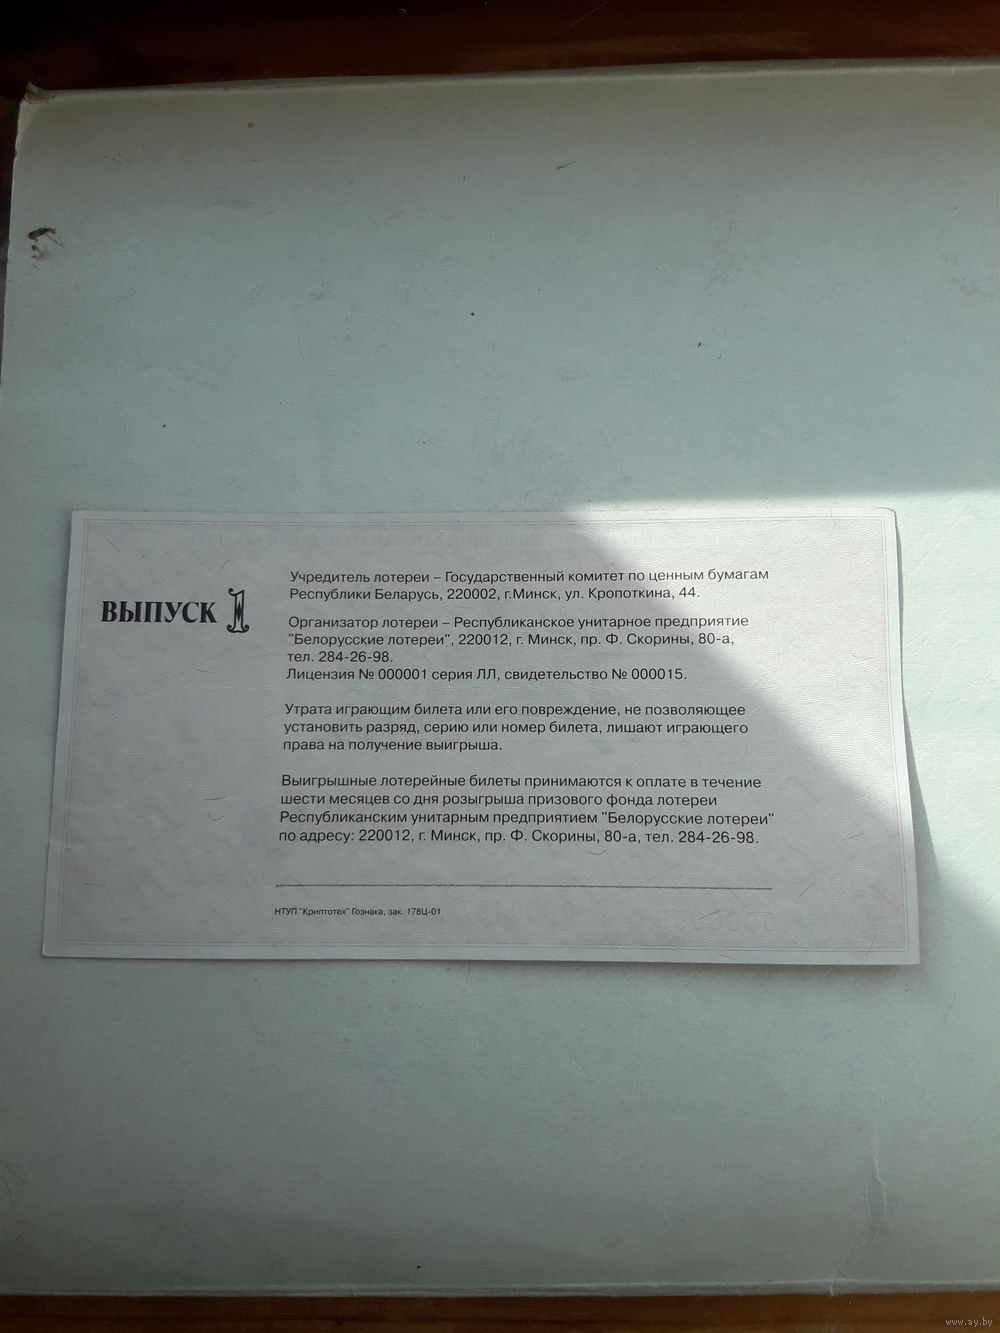 ВЫПУСК 1
Учредитель лотереи – Государственный комитет по ценным бумагам
Республики Беларусь, 220002, г.Минск, ул. Кропоткина, 44.
Организатор лотереи – Республиканское унитарное предприятие
"Белорусские лотереи", 220012, г. Минск, пр. Ф. Скорины, 80-а,
тел. 284-26-98.
Лицензия № 000001 серия ЛЛ, свидетельство № 000015.
Утрата играющим билета или его повреждение, не позволяющее
установить разряд, серию или номер билета, лишают играющего
права на получение выигрыша.
Выигрышные лотерейные билеты принимаются к оплате в течение
шести месяцев со дня розыгрыша призового фонда лотереи
Республиканским унитарным предприятием "Белорусские лотереи"
по адресу: 220012, г. Минск, пр. Ф. Скорины, 80-а, тел. 284-26-98.
НТУП "Криптотех" Гознака, зак. 178Ц-01
www.ay.by